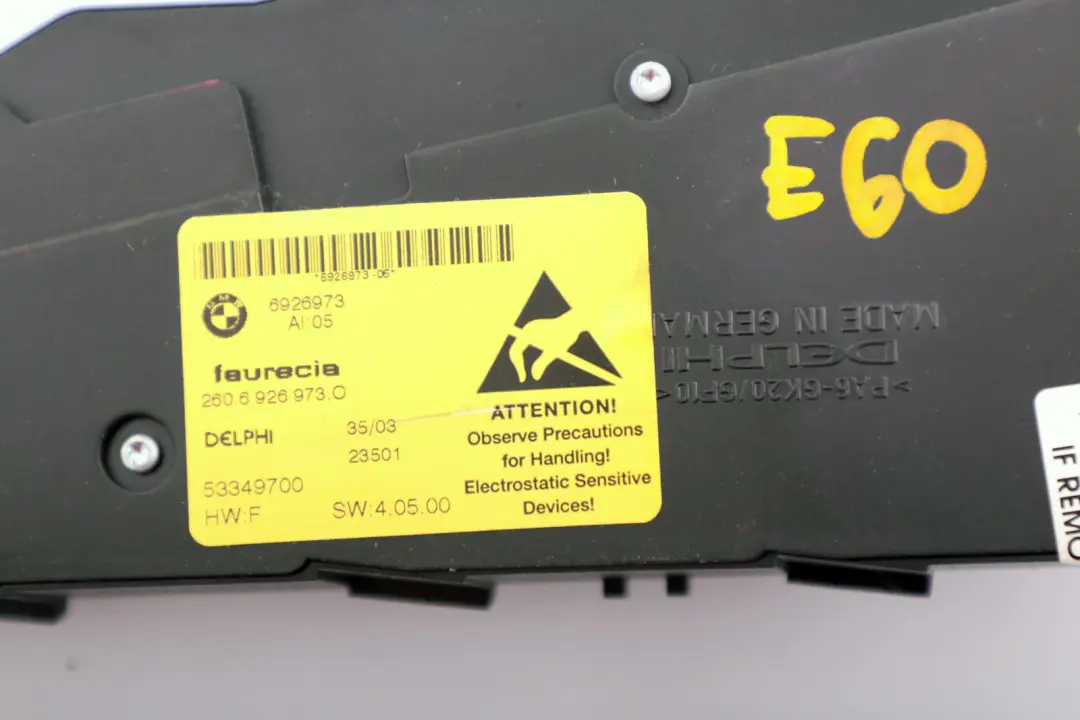 E60
*6926973-06*
BMW
6926973
AI:05
faurecia
260.6 926 973.0
DELPHI
35/03
23501
53349700
HW:F
SW:4.05.00
ATTENTION!
Observe Precautions
for Handling!
Electrostatic Sensitive
Devices!
>PA6-GK20/GF10<
DELPHI
MADE IN GERMAN
IF REMO